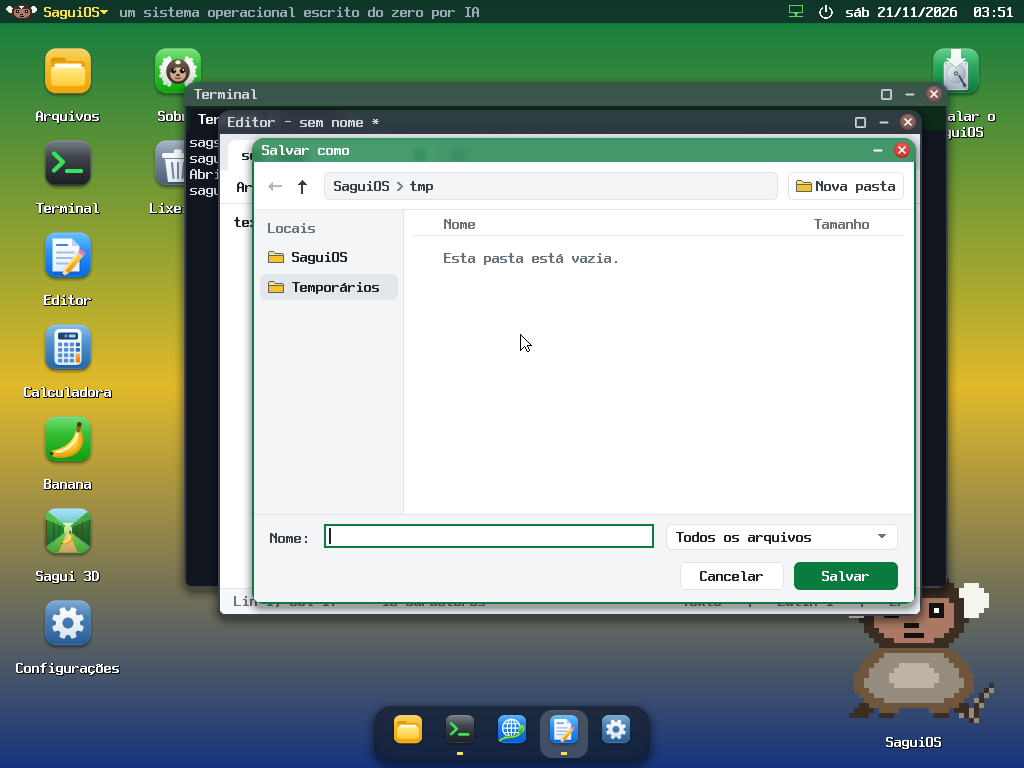 SaguiOS um sistema operacional escrito do zero por IA sáb 21/11/2026 03:51
Arquivos
Terminal
Editor
Calculadora
Banana
Sagui 3D
Configurações
Terminal
Editor - sem nome *
Salvar como
SaguiOS > tmp
Nova pasta
Locais
SaguiOS
Temporários
Nome Tamanho
Esta pasta está vazia.
Nome:
Todos os arquivos
Cancelar Salvar
SaguiOS